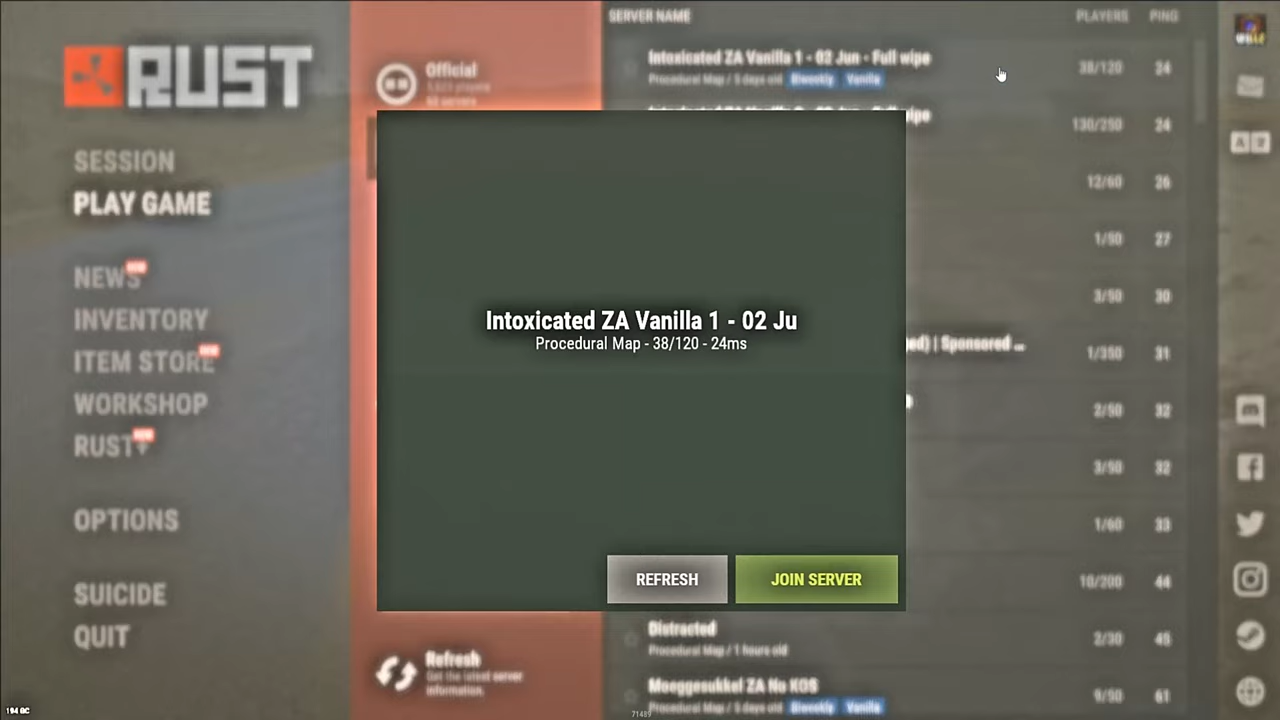 RUST
SESSION
PLAY GAME
NEWS
INVENTORY
ITEM STORE
WORKSHOP
RUST+
OPTIONS
SUICIDE
QUIT
194 GC
Official
Refresh
Get the latest server
information.
SERVER NAME PLAYERS PING
Intoxicated ZA Vanilla 1 - 02 Jun - Full wipe 38/120 24
Procedural Map / 5 days old Biweekly Vanilla
130/250 24
12/60 26
1/50 27
3/50 30
Sponsored ... 1/350 31
2/50 32
3/50 32
1/60 33
10/200 44
Distracted 2/30 45
Procedural Map / 1 hours old
Moeggesukkel ZA No KOS 9/50 61
Procedural Map / 5 days old Biweekly Vanilla
Intoxicated ZA Vanilla 1 - 02 Ju
Procedural Map - 38/120 - 24ms
REFRESH
JOIN SERVER
71489